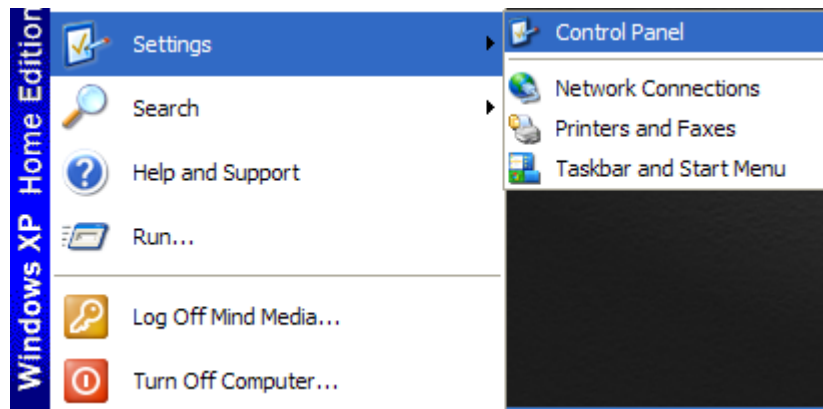 Windows XP Home Edition
Settings
Search
Help and Support
Run...
Log Off Mind Media...
Turn Off Computer...
Control Panel
Network Connections
Printers and Faxes
Taskbar and Start Menu